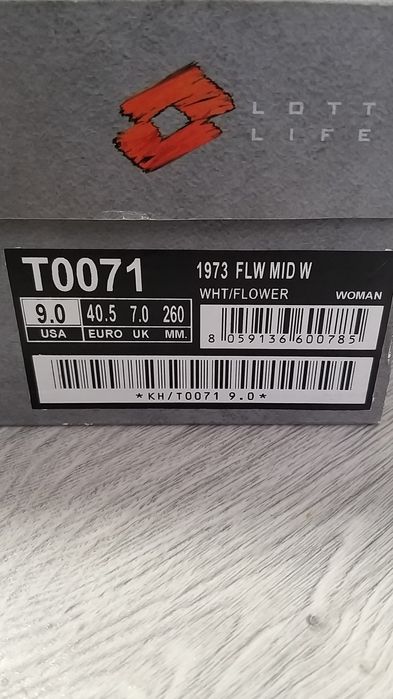 LOTT
LIFE
T0071
1973 FLW MID W
WHT/FLOWER WOMAN
9.0 40.5 7.0 260
USA EURO UK MM.
8 059136 600785
*KH/T0071 9.0*